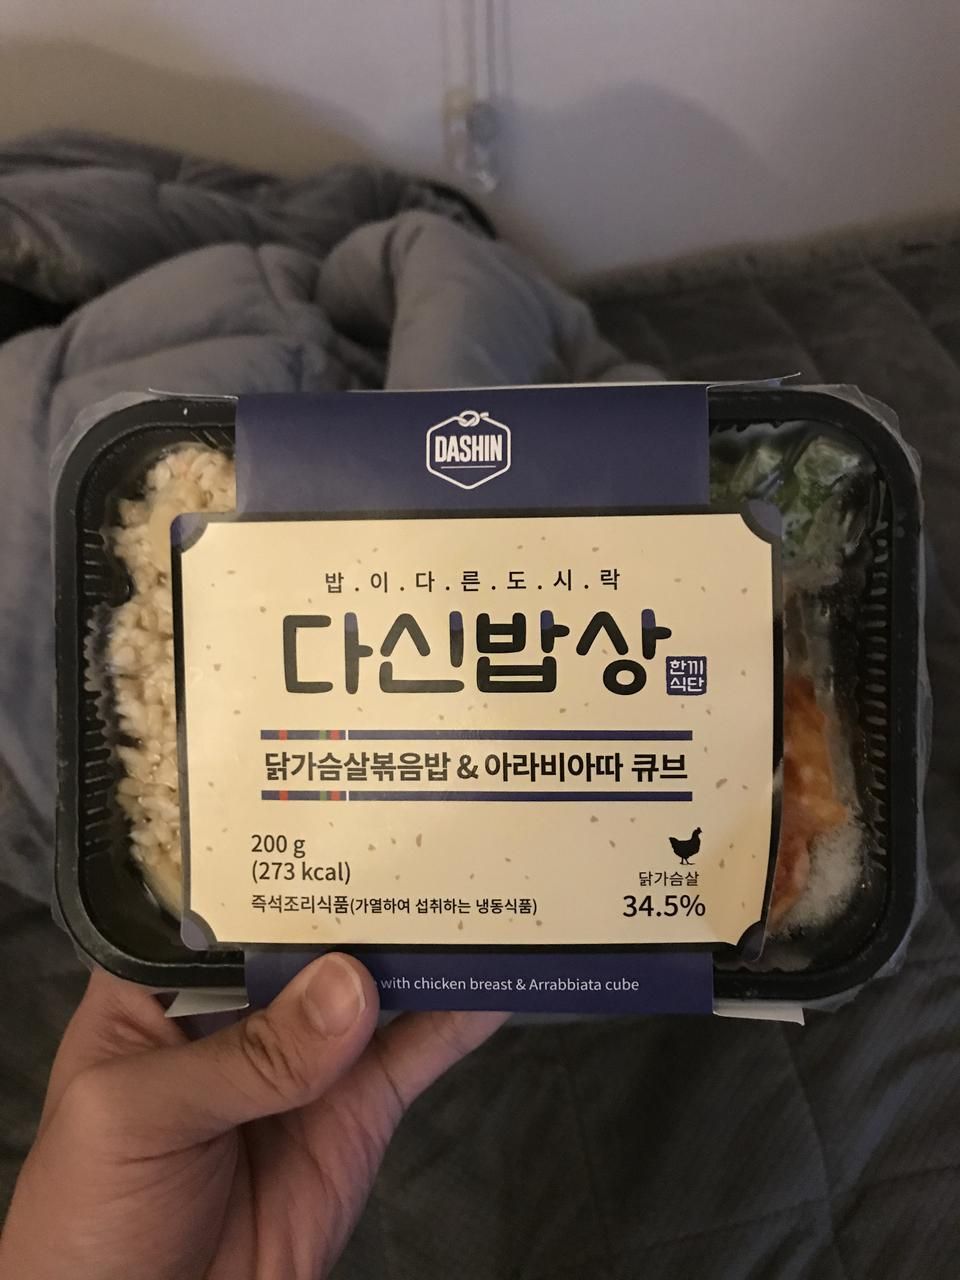 DASHIN
밥.이.다.른.도.시.락
다신밥상
한끼
식단
닭가슴살볶음밥 & 아라비아따 큐브
200 g
(273 kcal)
즉석조리식품(가열하여 섭취하는 냉동식품)
닭가슴살
34.5%
with chicken breast & Arrabbiata cube